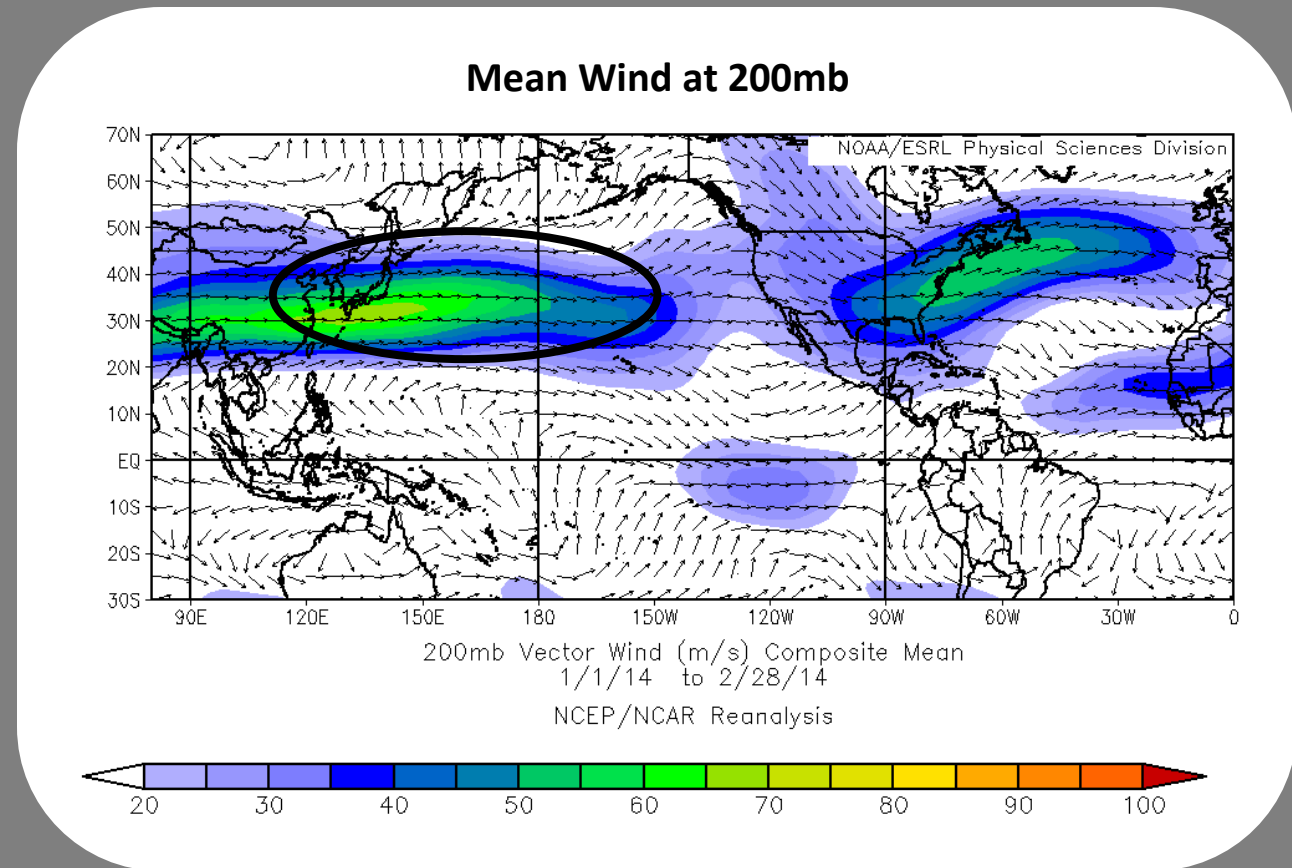 Mean Wind at 200mb
NOAA/ESRL Physical Sciences Division
70N
60N
50N
40N
30N
20N
10N
EQ
10S
20S
30S
90E 120E 150E 180 150W 120W 90W 60W 30W 0
200mb Vector Wind (m/s) Composite Mean
1/1/14 to 2/28/14
NCEP/NCAR Reanalysis
20 30 40 50 60 70 80 90 100